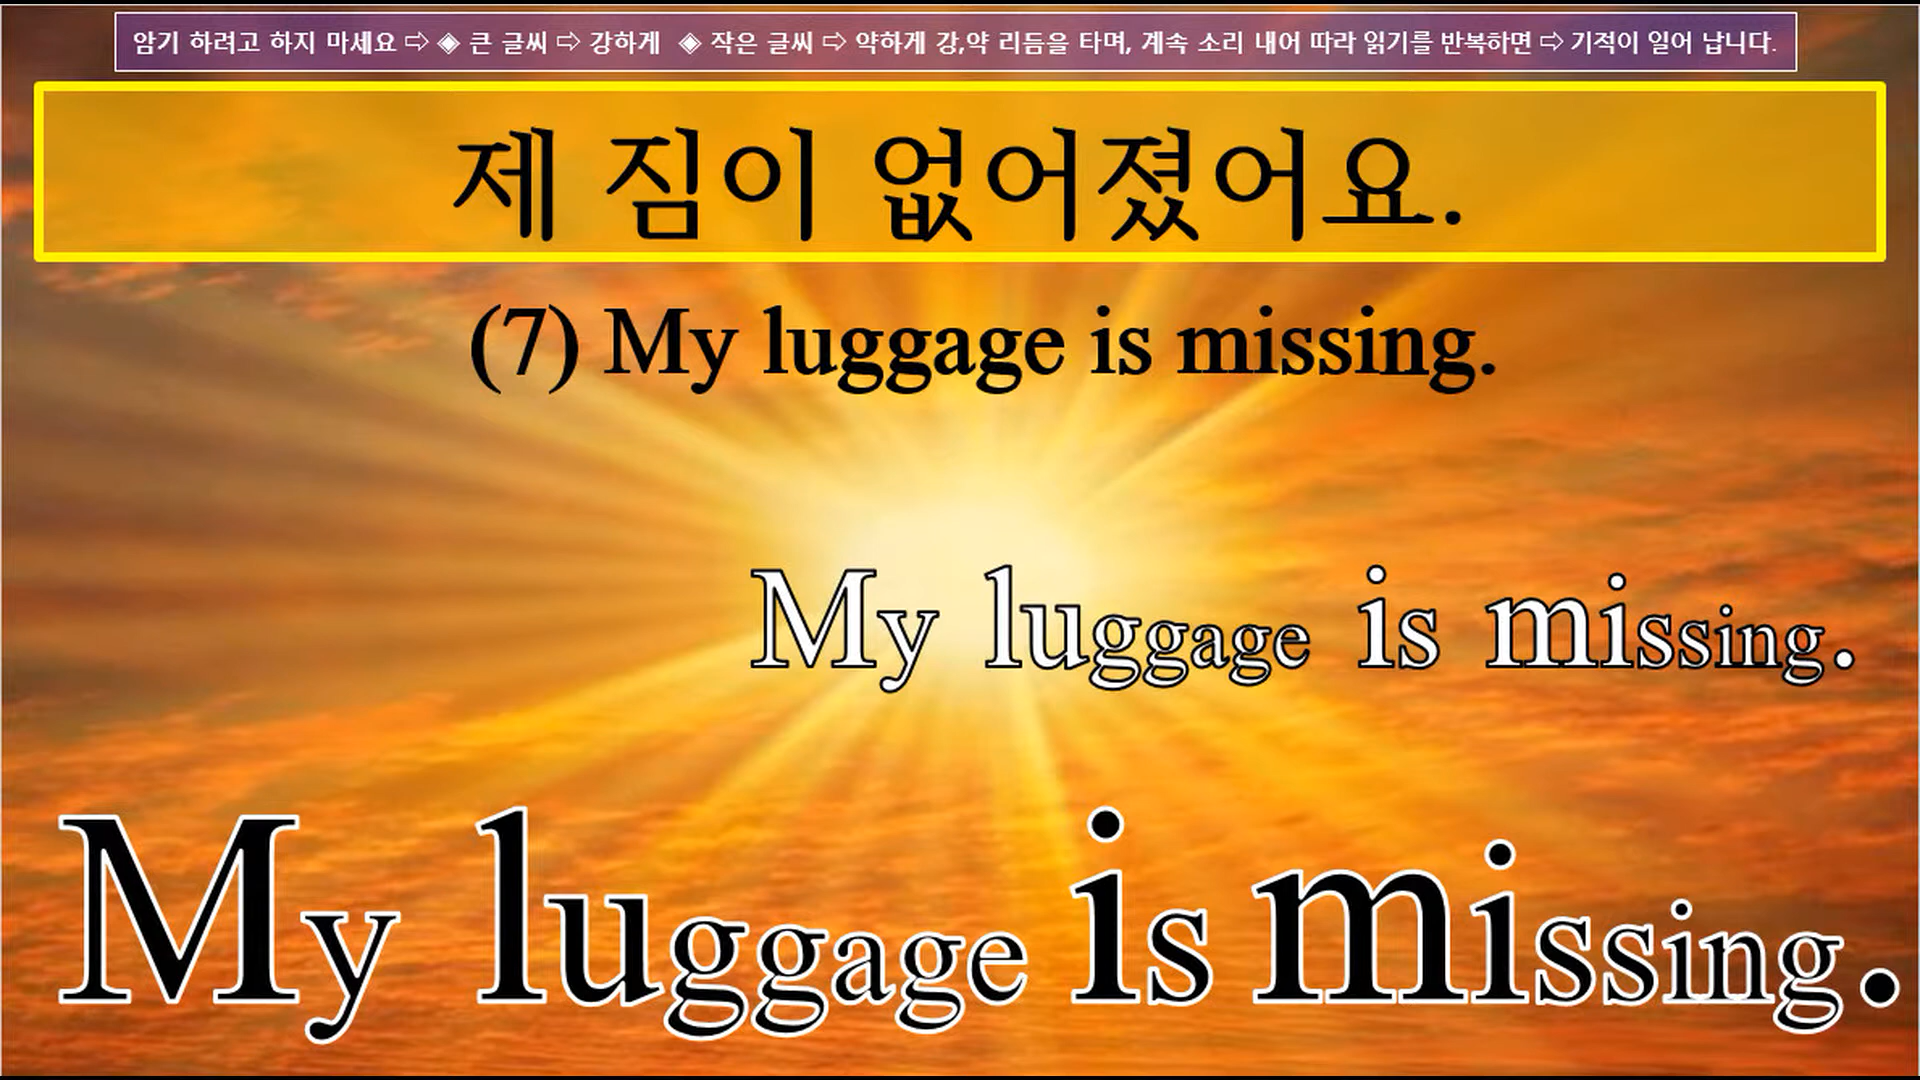 암기 하려고 하지 마세요 ⇨ ◈ 큰 글씨 ⇨ 강하게 ◈ 작은 글씨 ⇨ 약하게 강,약 리듬을 타며, 계속 소리 내어 따라 읽기를 반복하면 ⇨ 기적이 일어 납니다.
제 짐이 없어졌어요.
(7) My luggage is missing.
My luggage is missing.
My luggage is missing.